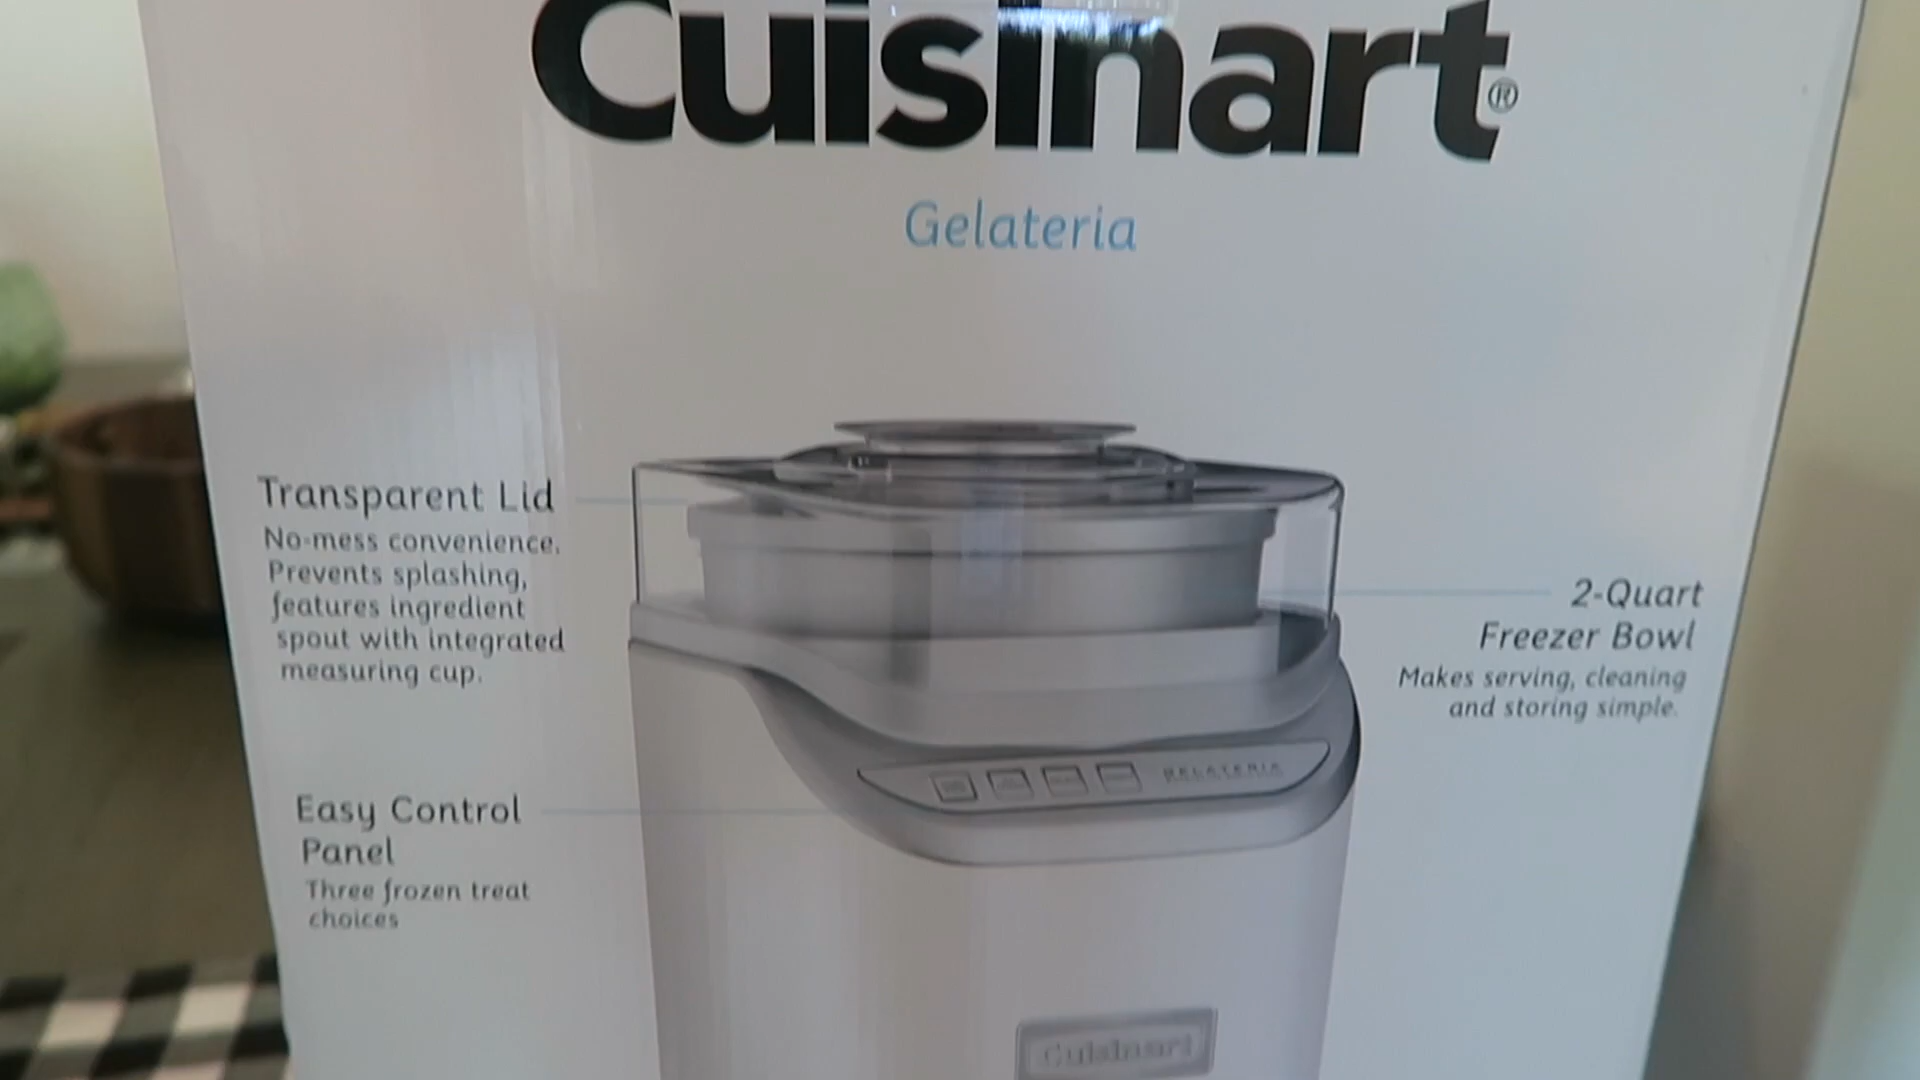 Cuisinart®
Gelateria
Transparent Lid
No-mess convenience.
Prevents splashing,
features ingredient
spout with integrated
measuring cup.
2-Quart
Freezer Bowl
Makes serving, cleaning
and storing simple.
Easy Control
Panel
Three frozen treat
choices
GELATERIA
Cuisinart